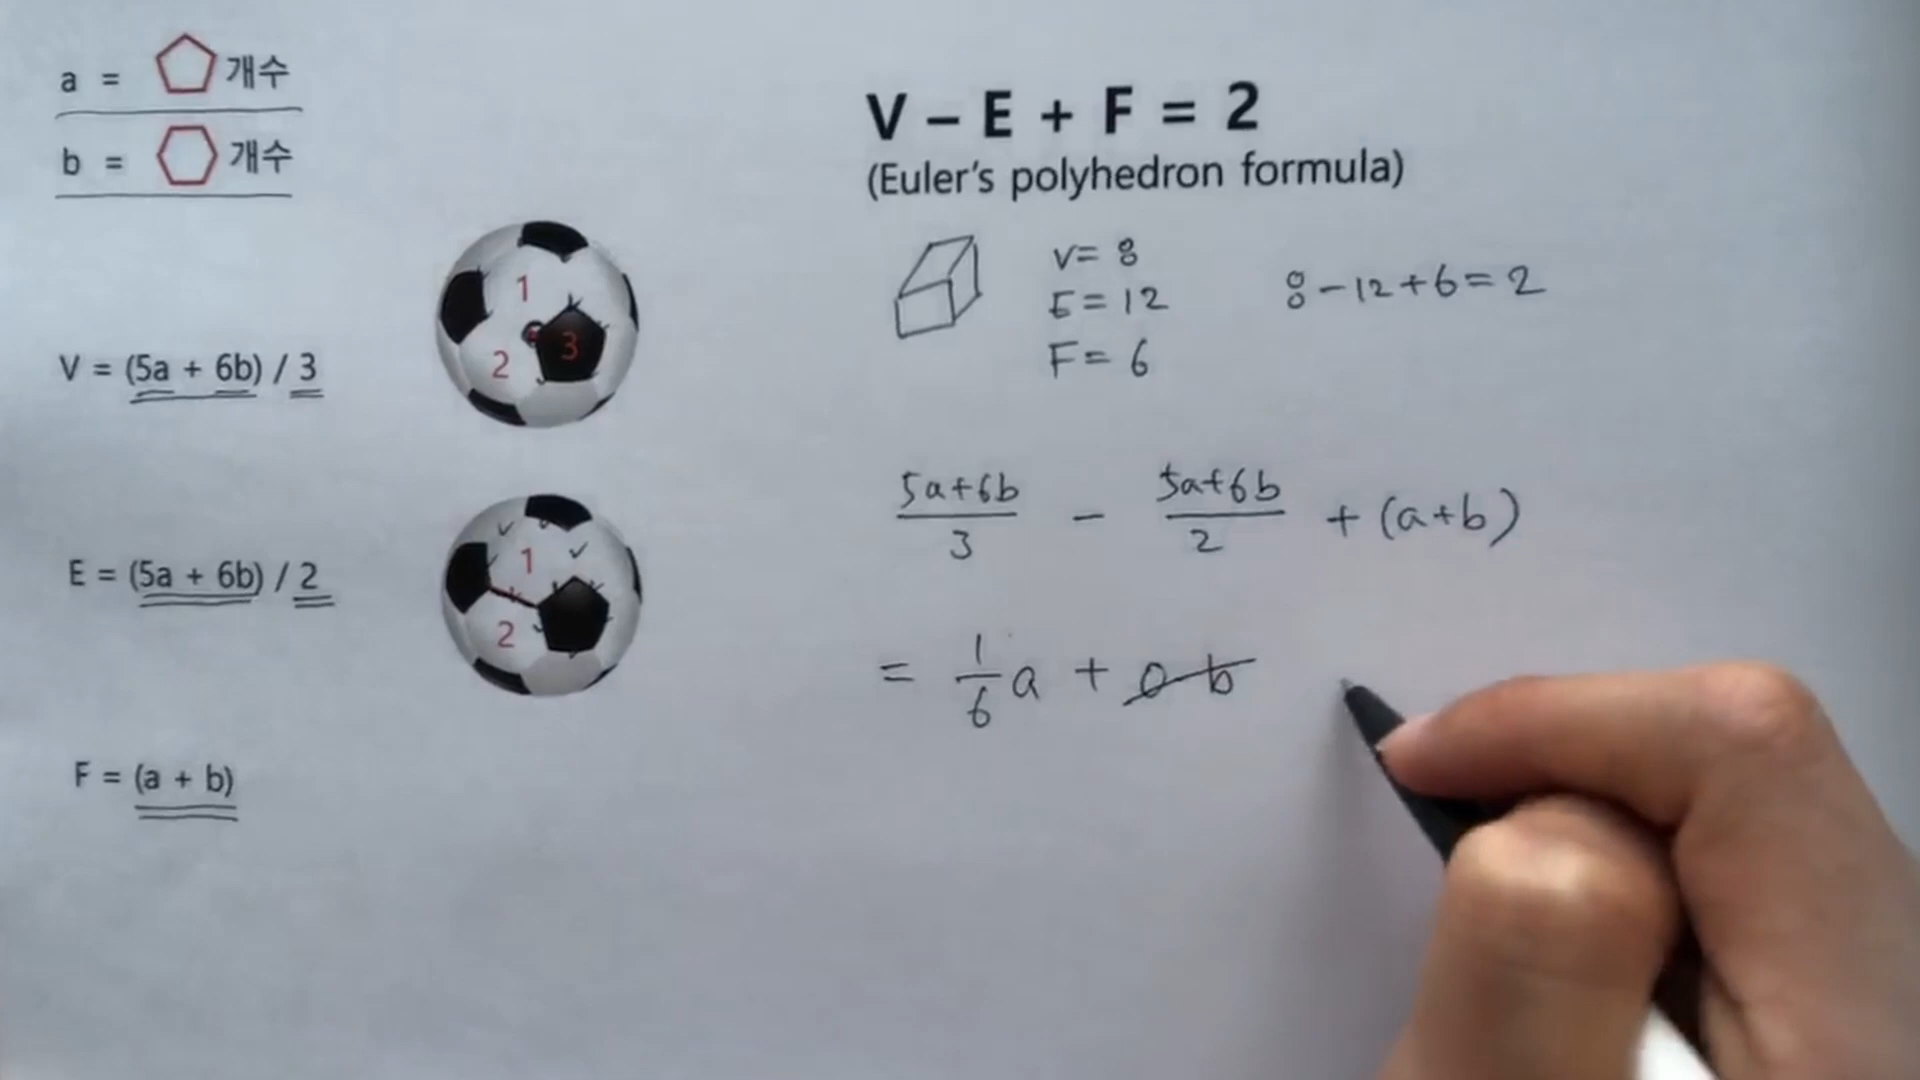 a = 개수
b = 개수
V = (5a + 6b) / 3
E = (5a + 6b) / 2
F = (a + b)
1
2
3
1
2
V – E + F = 2
(Euler's polyhedron formula)
V= 8
E = 12
F = 6
8-12+6=2
5a+6b/3 - 5a+6b/2 + (a+b)
= 1/6 a + 0 b